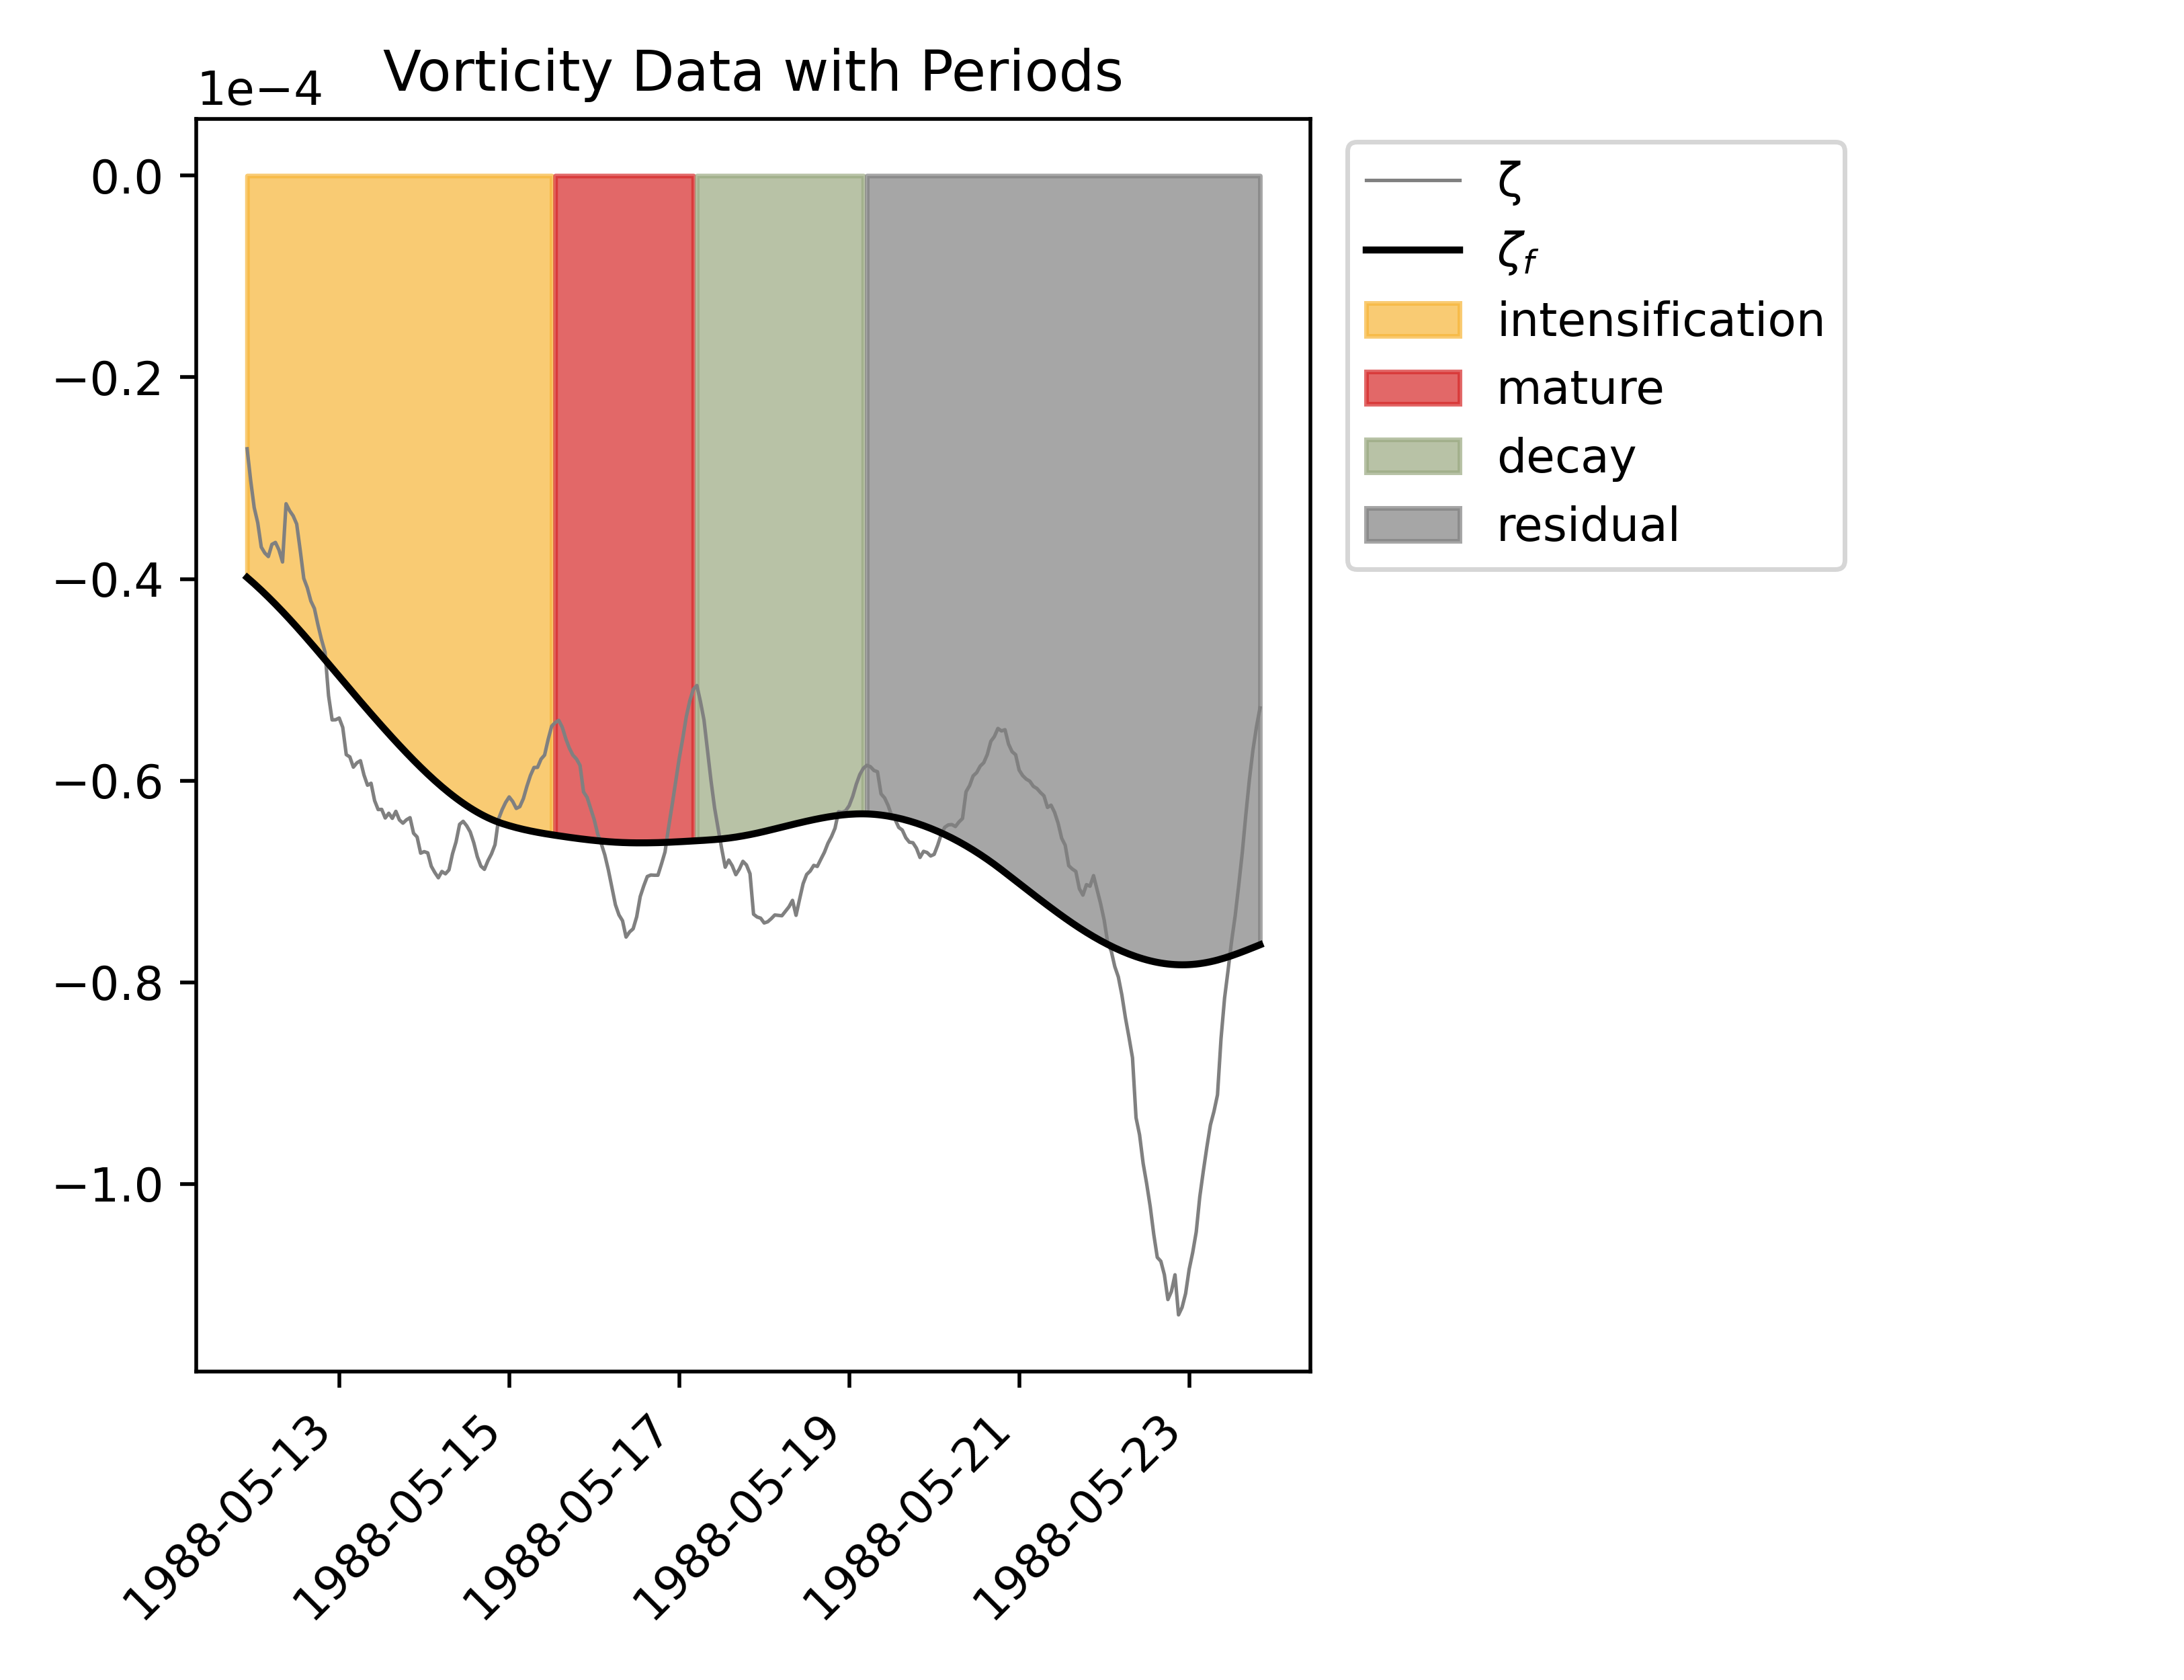 Vorticity Data with Periods
1e−4
0.0
−0.2
−0.4
−0.6
−0.8
−1.0
1988-05-13
1988-05-15
1988-05-17
1988-05-19
1988-05-21
1988-05-23
ζ
ζf
intensification
mature
decay
residual